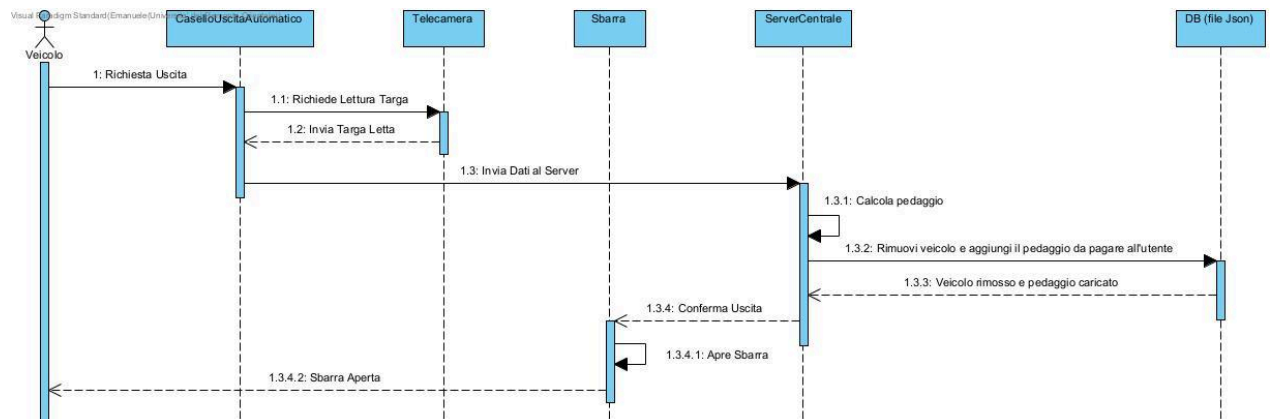 Visual Paradigm Standard(Emanuele(Univers
CaselloUscitaAutomatico
Telecamera
Sbarra
ServerCentrale
DB (file Json)
Veicolo
1: Richiesta Uscita
1.1: Richiede Lettura Targa
1.2: Invia Targa Letta
1.3: Invia Dati al Server
1.3.1: Calcola pedaggio
1.3.2: Rimuovi veicolo e aggiungi il pedaggio da pagare all'utente
1.3.3: Veicolo rimosso e pedaggio caricato
1.3.4: Conferma Uscita
1.3.4.1: Apre Sbarra
1.3.4.2: Sbarra Aperta